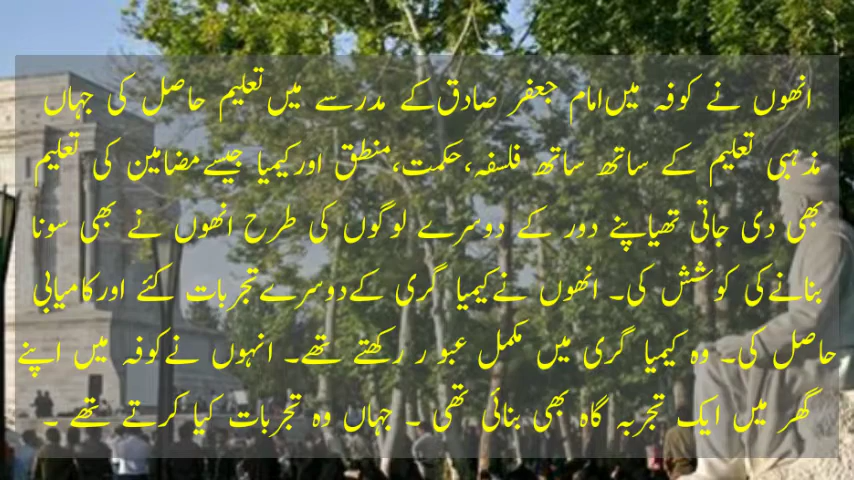 انھوں نے کوفہ میں امام جعفر صادق کے مدرسے میں تعلیم حاصل کی جہاں
مذہبی تعلیم کے ساتھ ساتھ فلسفہ،حکمت،منطق اور کیمیا جیسے مضامین کی تعلیم
بھی دی جاتی تھیاپنے دور کے دوسرے لوگوں کی طرح انھوں نے بھی سونا
بنانے کی کوشش کی۔ انھوں نے کیمیا گری کے دوسرے تجربات کئے اور کامیابی
حاصل کی۔ وہ کیمیا گری میں مکمل عبو ر رکھتے تھے۔ انہوں نے کوفہ میں اپنے
گھر میں ایک تجربہ گاہ بھی بنائی تھی ۔ جہاں وہ تجربات کیا کرتے تھے ۔